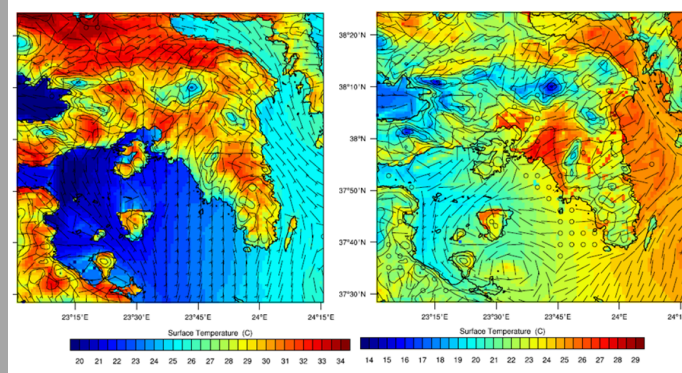 38°20'N
38°10'N
38°N
37°50'N
37°40'N
37°30'N
23°15'E 23°30'E 23°45'E 24°E 24°15'E
23°15'E 23°30'E 23°45'E 24°E 24°15'E
Surface Temperature (C)
20 21 22 23 24 25 26 27 28 29 30 31 32 33 34
Surface Temperature (C)
14 15 16 17 18 19 20 21 22 23 24 25 26 27 28 29